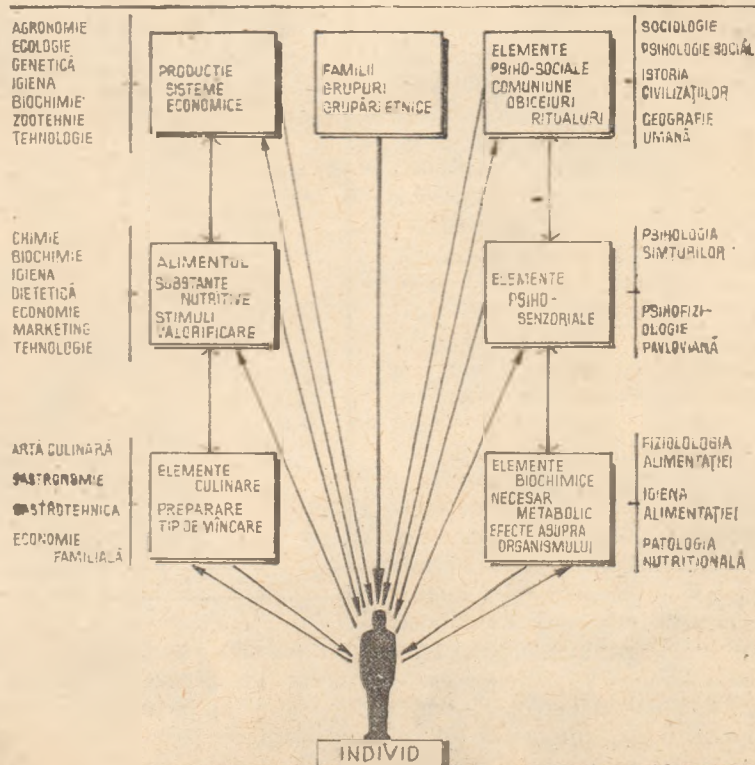 AGRONOMIE
ECOLOGIE
GENETICĂ
IGIENA
BIOCHIMIE
ZOOTEHNIE
TEHNOLOGIE
PRODUCTIE
SISTEME
ECONOMICE
FAMILII
GRUPURI
GRUPĂRI ETNICE
ELEMENTE
PSIHO-SOCIALE
COMUNIUNE
OBICEIURI
RITUALURI
SOCIOLOGIE
PSIHOLOGIE SOCIAL
ISTORIA
CIVILIZAȚIILOR
GEOGRAFIE
UMANĂ
CHIMIE
BIOCHIMIE
IGIENA
DIETETICĂ
ECONOMIE
MARKETING
TEHNOLOGIE
ALIMENTUL
SUBSTANTE
NUTRITIVE
STIMULI
VALORIFICARE
ELEMENTE
PSIHO-
SENZORIALE
PSIHOLOGIA
SIMȚURILOR
PSIHOFIZI-
OLOGIE
PAVLOVIANĂ
ARTĂ CULINARĂ
GASTRONOMIE
GASTROTEHNICA
ECONOMIE
FAMILIALĂ
ELEMENTE
CULINARE
PREPARARE
TIP DE MÎNCARE
ELEMENTE
BIOCHIMICE
NECESAR
METABOLIC
EFECTE ASUPRA
ORGANISMULUI
FIZIOLOLOGIA
ALIMENTAȚIEI
IGIENA
ALIMENTAȚIEI
PATOLOGIA
NUTRIȚIONALĂ
INDIVID